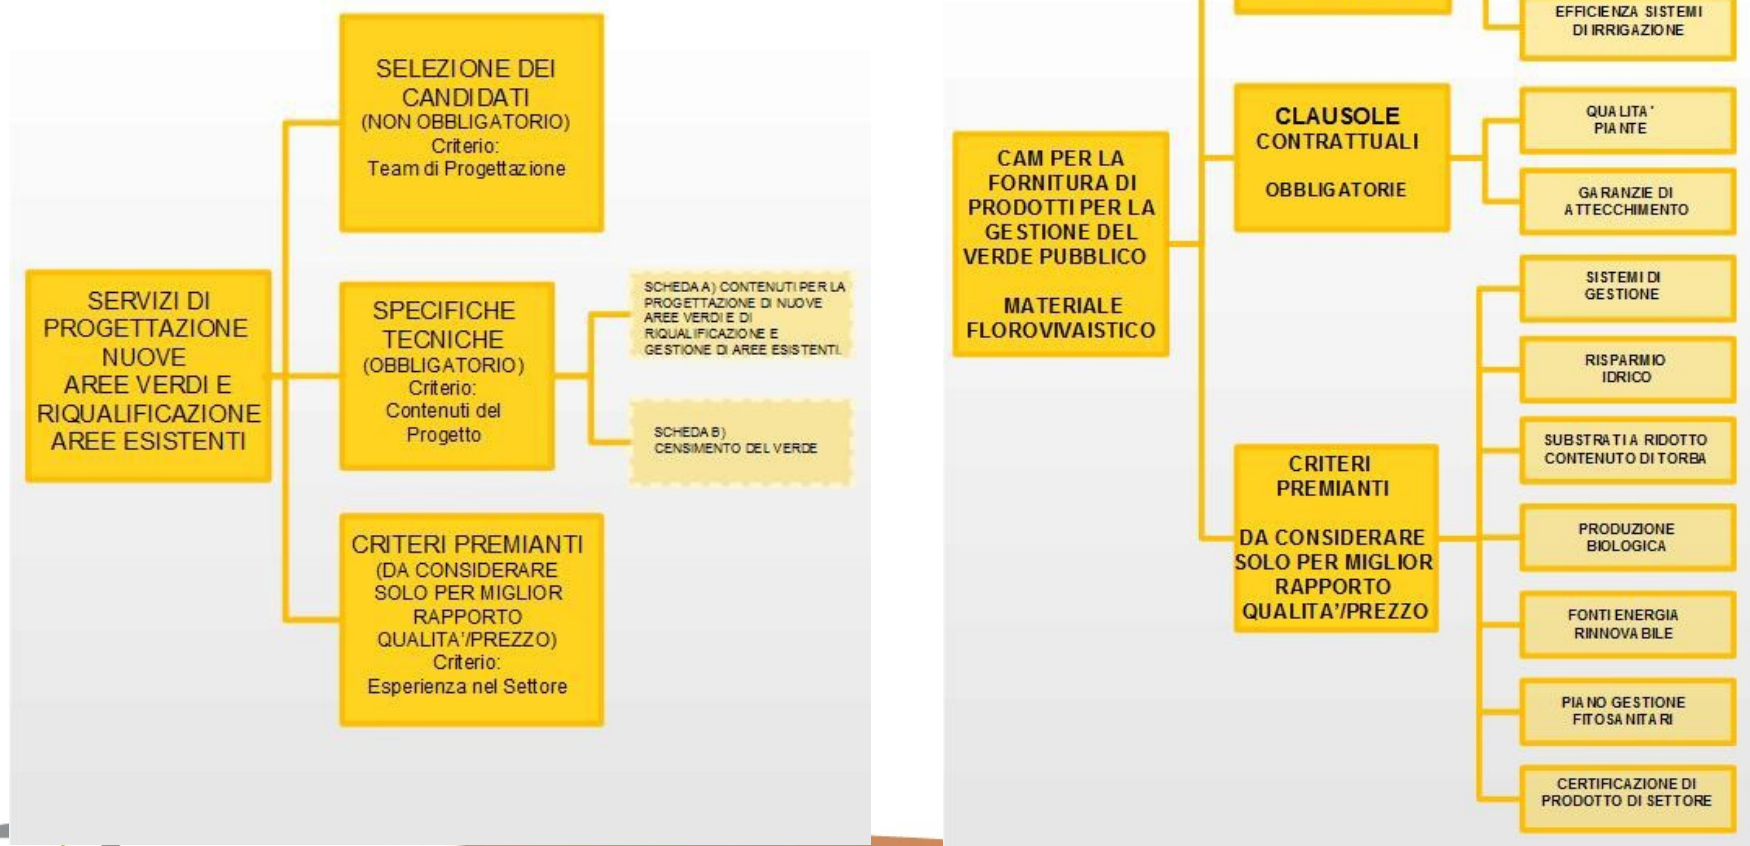 SELEZIONE DEI
CANDIDATI
(NON OBBLIGATORIO)
Criterio:
Team di Progettazione
SERVIZI DI
PROGETTAZIONE
NUOVE
AREE VERDI E
RIQUALIFICAZIONE
AREE ESISTENTI
SPECIFICHE
TECNICHE
(OBBLIGATORIO)
Criterio:
Contenuti del
Progetto
SCHEDA A) CONTENUTI PER LA
PROGETTAZIONE DI NUOVE
AREE VERDI E DI
RIQUALIFICAZIONE E
GESTIONE DI AREE ESISTENTI.
SCHEDA B)
CENSIMENTO DEL VERDE
CRITERI PREMIANTI
(DA CONSIDERARE
SOLO PER MIGLIOR
RAPPORTO
QUALITA'/PREZZO)
Criterio:
Esperienza nel Settore
CAM PER LA
FORNITURA DI
PRODOTTI PER LA
GESTIONE DEL
VERDE PUBBLICO
MATERIALE
FLOROVIVAISTICO
EFFICIENZA SISTEMI
DI IRRIGAZIONE
CLAUSOLE
CONTRATTUALI
OBBLIGATORIE
QUALITA'
PIANTE
GARANZIE DI
ATTECCHIMENTO
CRITERI
PREMIANTI
DA CONSIDERARE
SOLO PER MIGLIOR
RAPPORTO
QUALITA'/PREZZO
SISTEMI DI
GESTIONE
RISPARMIO
IDRICO
SUBSTRATI A RIDOTTO
CONTENUTO DI TORBA
PRODUZIONE
BIOLOGICA
FONTI ENERGIA
RINNOVABILE
PIANO GESTIONE
FITOSANITARI
CERTIFICAZIONE DI
PRODOTTO DI SETTORE